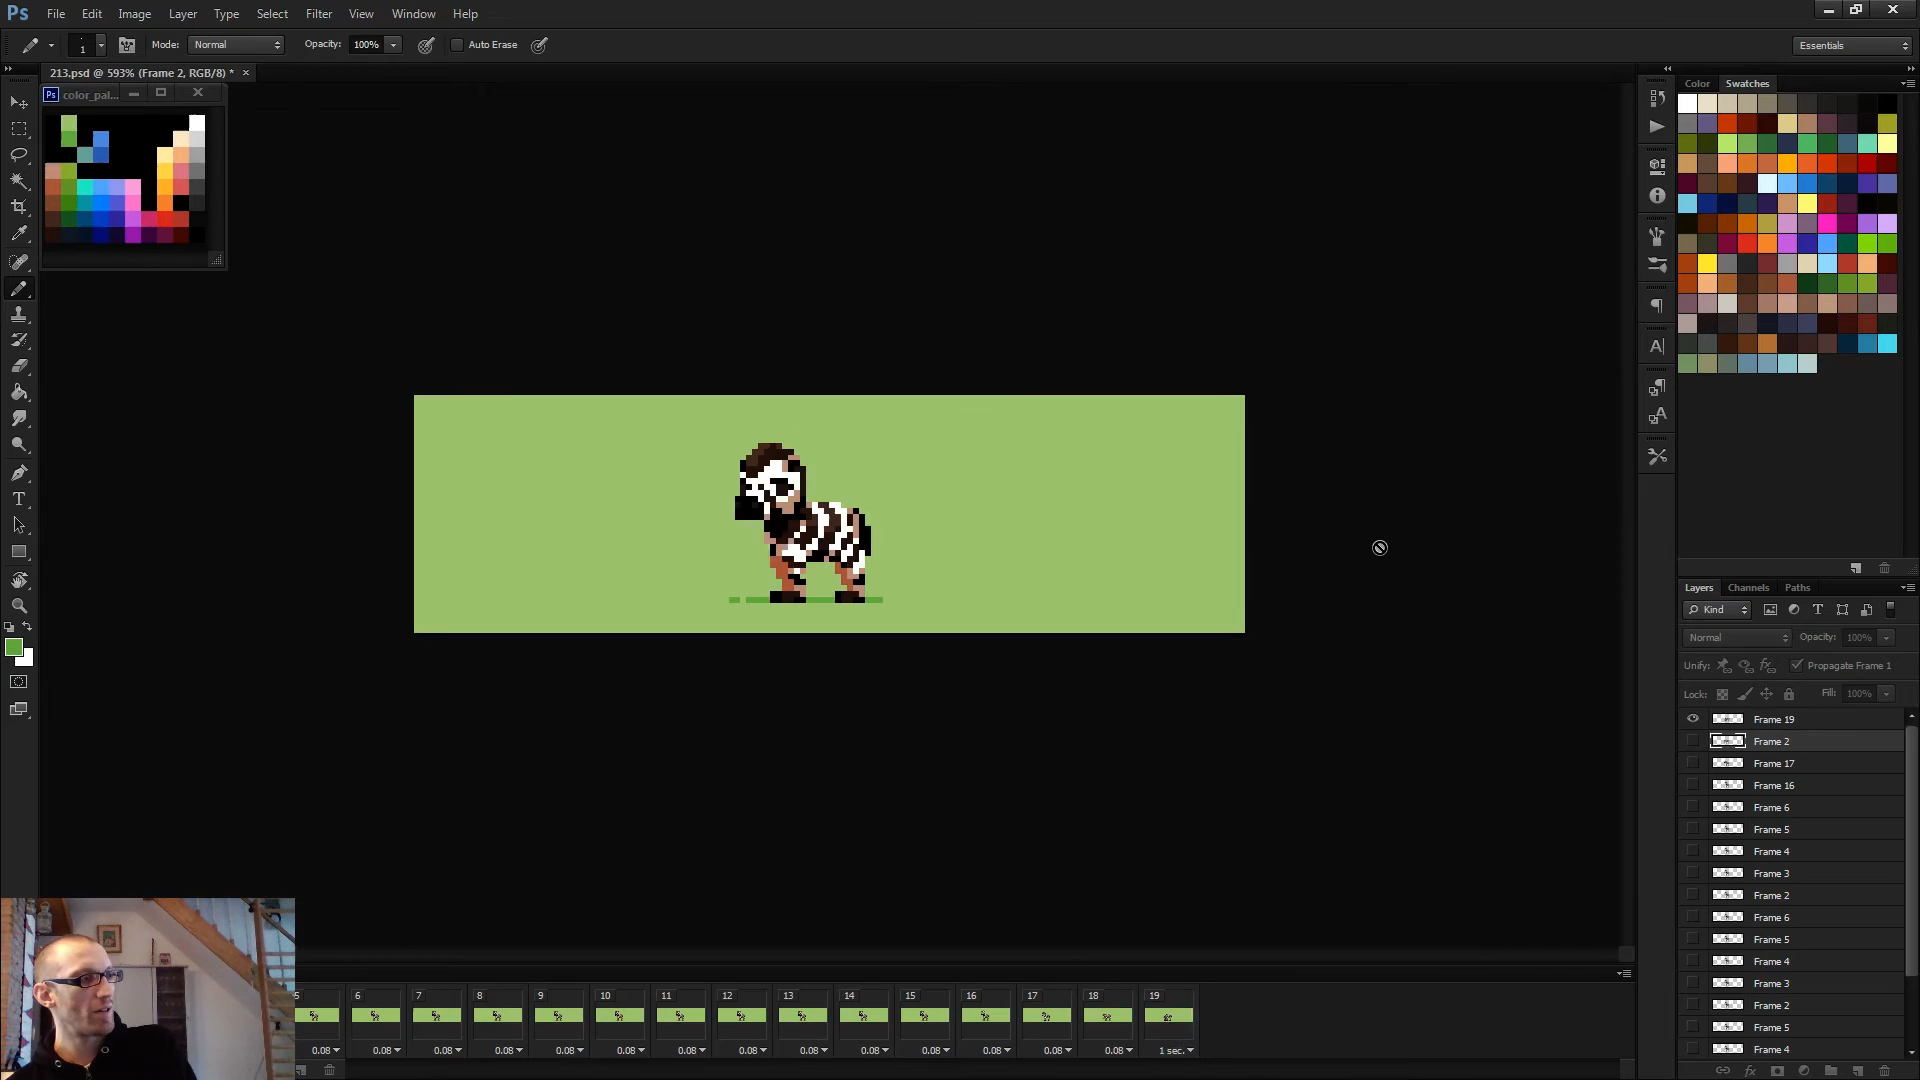 Ps File Edit Image Layer Type Select Filter View Window Help
1 Mode: Normal Opacity: 100% Auto Erase Essentials
213.psd @ 593% (Frame 2, RGB/8) * ×
Ps color_pal...
Color Swatches
Layers Channels Paths
Kind
Normal Opacity: 100%
Unify: Propagate Frame 1
Lock: Fill: 100%
Frame 19
Frame 2
Frame 17
Frame 16
Frame 6
Frame 5
Frame 4
Frame 3
Frame 2
Frame 6
Frame 5
Frame 4
Frame 3
Frame 2
Frame 5
Frame 4
5 6 7 8 9 10 11 12 13 14 15 16 17 18 19
0.08 0.08 0.08 0.08 0.08 0.08 0.08 0.08 0.08 0.08 0.08 0.08 0.08 0.08 1 sec.